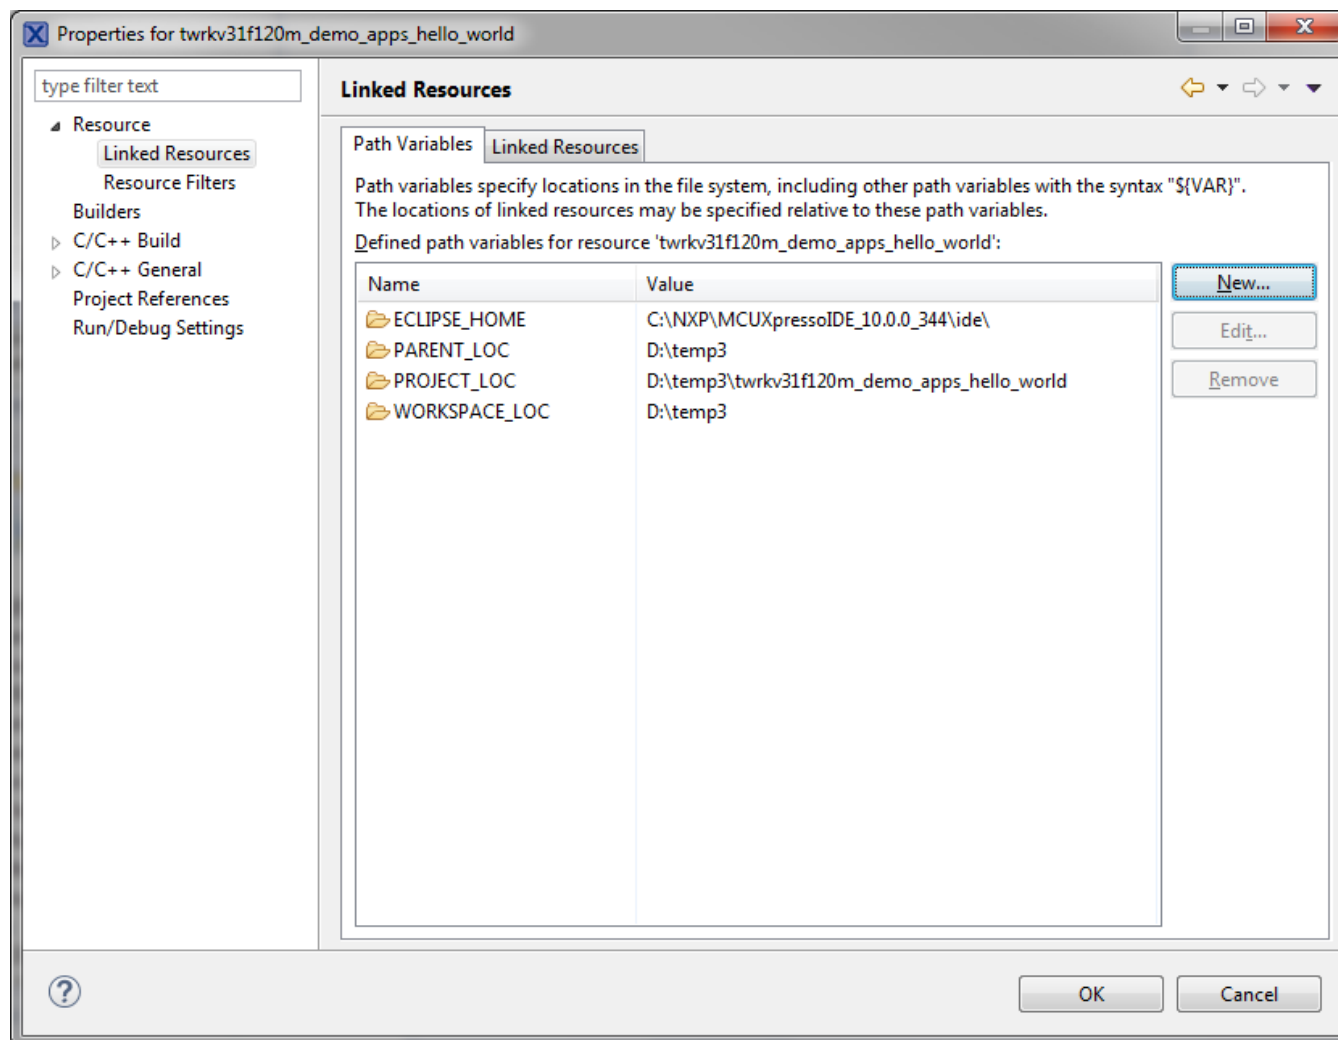 Properties for twrkv31f120m_demo_apps_hello_world
type filter text
Resource
Linked Resources
Resource Filters
Builders
C/C++ Build
C/C++ General
Project References
Run/Debug Settings
Linked Resources
Path Variables
Linked Resources
Path variables specify locations in the file system, including other path variables with the syntax "${VAR}".
The locations of linked resources may be specified relative to these path variables.
Defined path variables for resource 'twrkv31f120m_demo_apps_hello_world':
Name Value
ECLIPSE_HOME C:\NXP\MCUXpressoIDE_10.0.0_344\ide\
PARENT_LOC D:\temp3
PROJECT_LOC D:\temp3\twrkv31f120m_demo_apps_hello_world
WORKSPACE_LOC D:\temp3
New...
Edit...
Remove
OK
Cancel